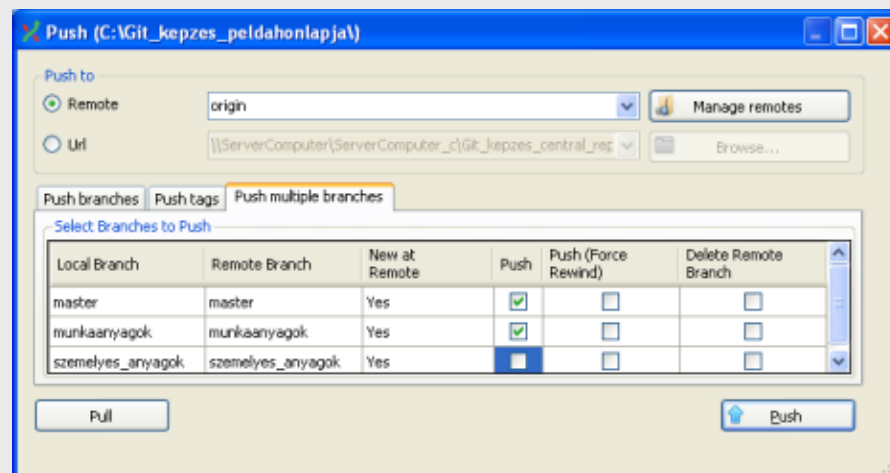 Push (C:\Git_kepzes_peldahonlapja\)
Push to
Remote origin Manage remotes
Url \\ServerComputer\ServerComputer_c\Git_kepzes_central_rep Browse...
Push branches Push tags Push multiple branches
Select Branches to Push
Local Branch Remote Branch New at Remote Push Push (Force Rewind) Delete Remote Branch
master master Yes
munkaanyagok munkaanyagok Yes
szemelyes_anyagok szemelyes_anyagok Yes
Pull Push